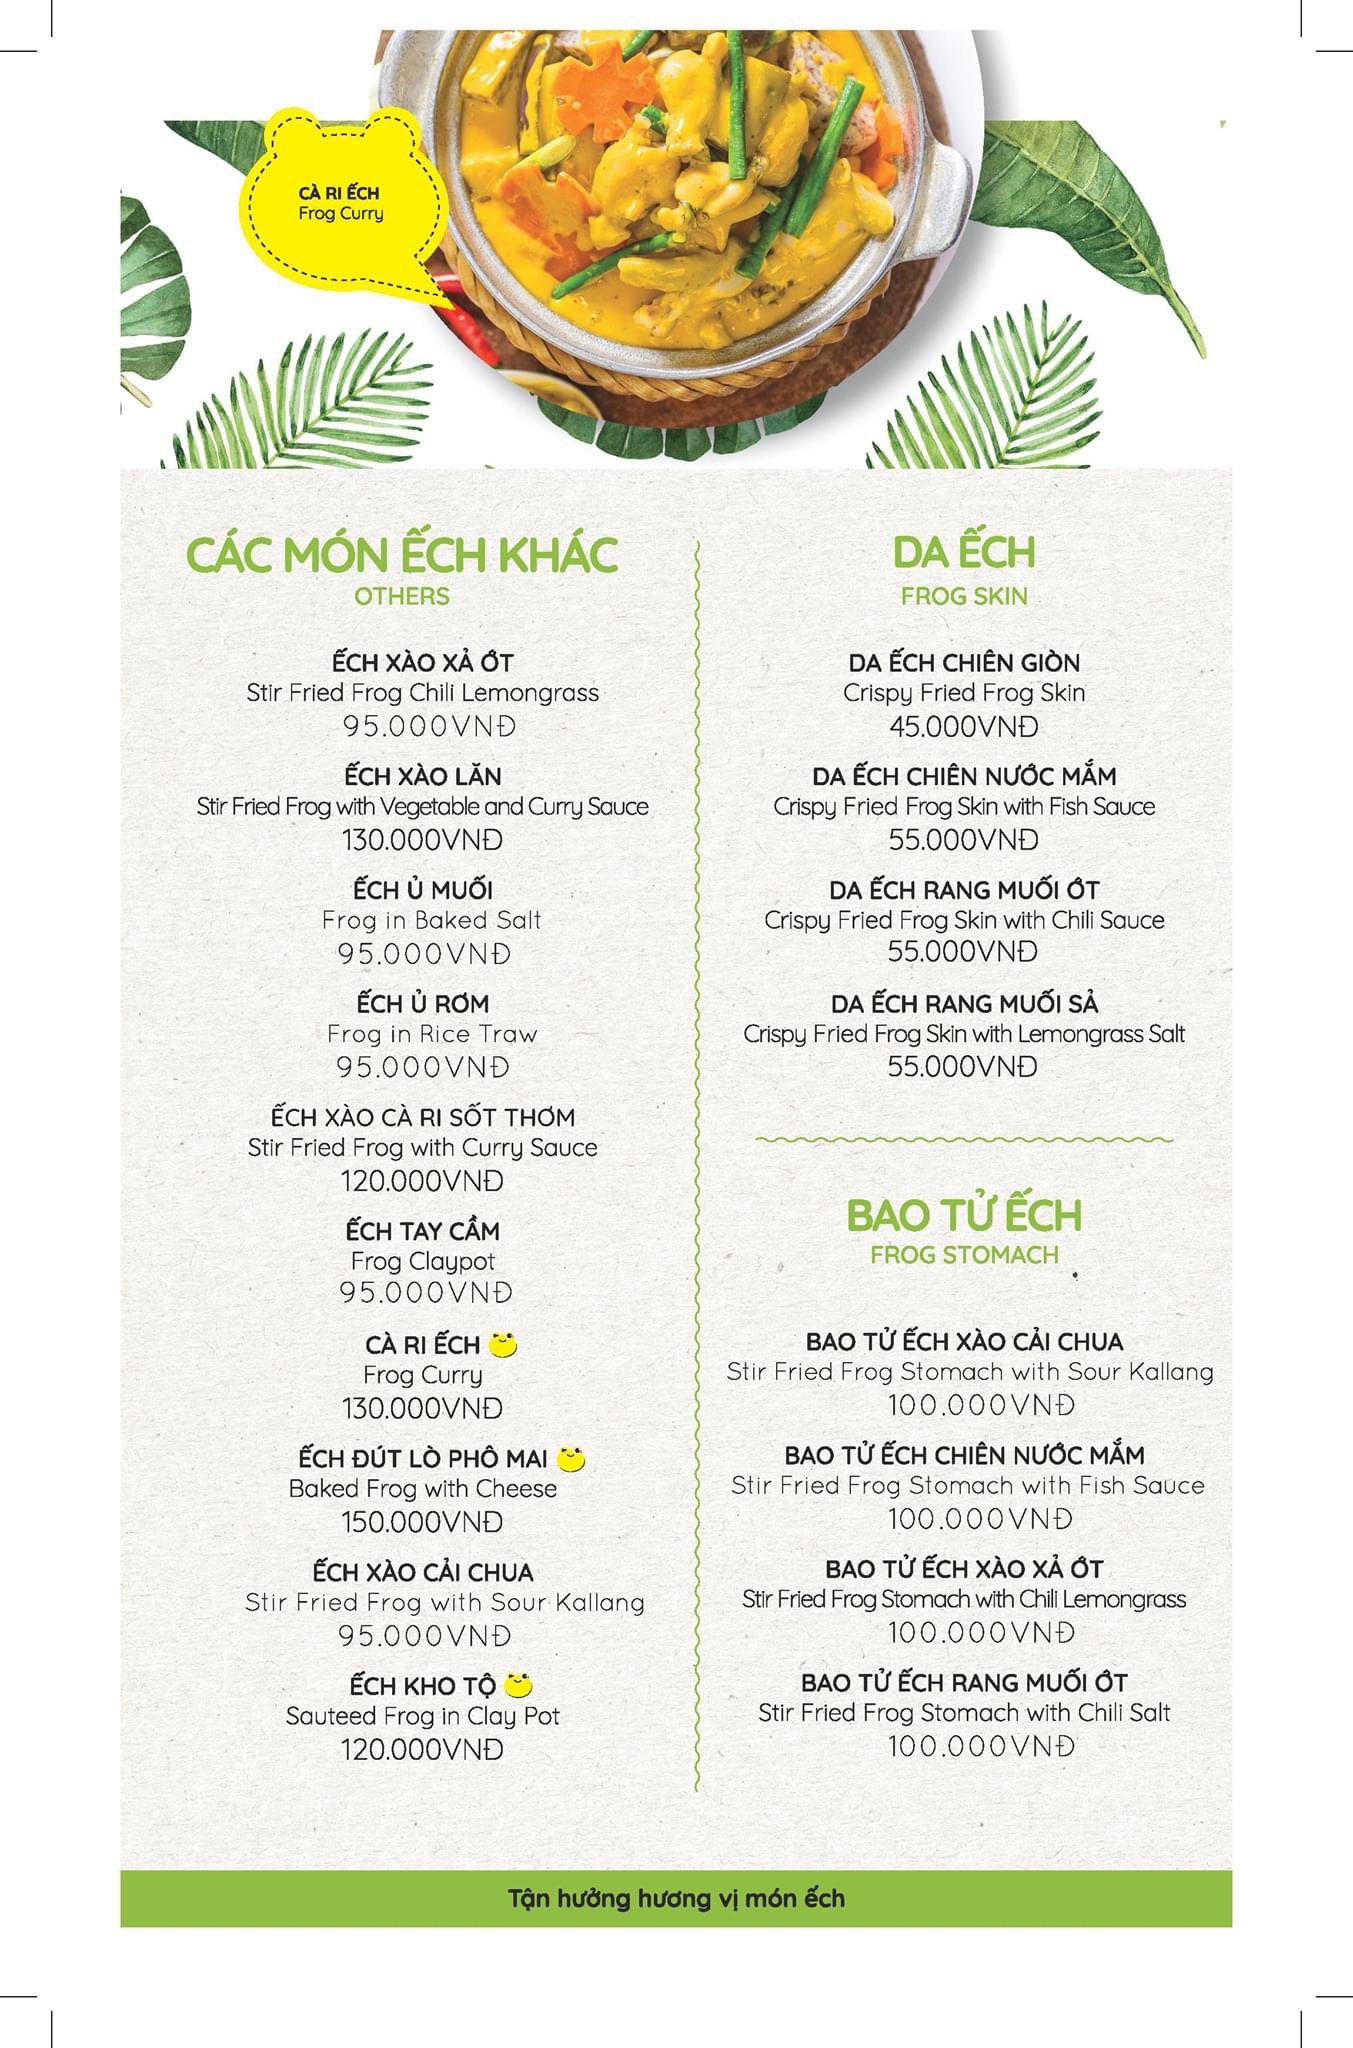 CÀ RI ẾCH
Frog Curry
CÁC MÓN ẾCH KHÁC
OTHERS
ẾCH XÀO XẢ ỚT
Stir Fried Frog Chili Lemongrass
95.000VNĐ
ẾCH XÀO LĂN
Stir Fried Frog with Vegetable and Curry Sauce
130.000VNĐ
ẾCH Ủ MUỐI
Frog in Baked Salt
95.000VNĐ
ẾCH Ủ RƠM
Frog in Rice Traw
95.000VNĐ
ẾCH XÀO CÀ RI SỐT THƠM
Stir Fried Frog with Curry Sauce
120.000VNĐ
ẾCH TAY CẦM
Frog Claypot
95.000VNĐ
CÀ RI ẾCH
Frog Curry
130.000VNĐ
ẾCH ĐÚT LÒ PHÔ MAI
Baked Frog with Cheese
150.000VNĐ
ẾCH XÀO CẢI CHUA
Stir Fried Frog with Sour Kallang
95.000VNĐ
ẾCH KHO TỘ
Sauteed Frog in Clay Pot
120.000VNĐ
DA ẾCH
FROG SKIN
DA ẾCH CHIÊN GIÒN
Crispy Fried Frog Skin
45.000VNĐ
DA ẾCH CHIÊN NƯỚC MẮM
Crispy Fried Frog Skin with Fish Sauce
55.000VNĐ
DA ẾCH RANG MUỐI ỚT
Crispy Fried Frog Skin with Chili Sauce
55.000VNĐ
DA ẾCH RANG MUỐI SẢ
Crispy Fried Frog Skin with Lemongrass Salt
55.000VNĐ
BAO TỬ ẾCH
FROG STOMACH
BAO TỬ ẾCH XÀO CẢI CHUA
Stir Fried Frog Stomach with Sour Kallang
100.000VNĐ
BAO TỬ ẾCH CHIÊN NƯỚC MẮM
Stir Fried Frog Stomach with Fish Sauce
100.000VNĐ
BAO TỬ ẾCH XÀO XẢ ỚT
Stir Fried Frog Stomach with Chili Lemongrass
100.000VNĐ
BAO TỬ ẾCH RANG MUỐI ỚT
Stir Fried Frog Stomach with Chili Salt
100.000VNĐ
Tận hưởng hương vị món ếch